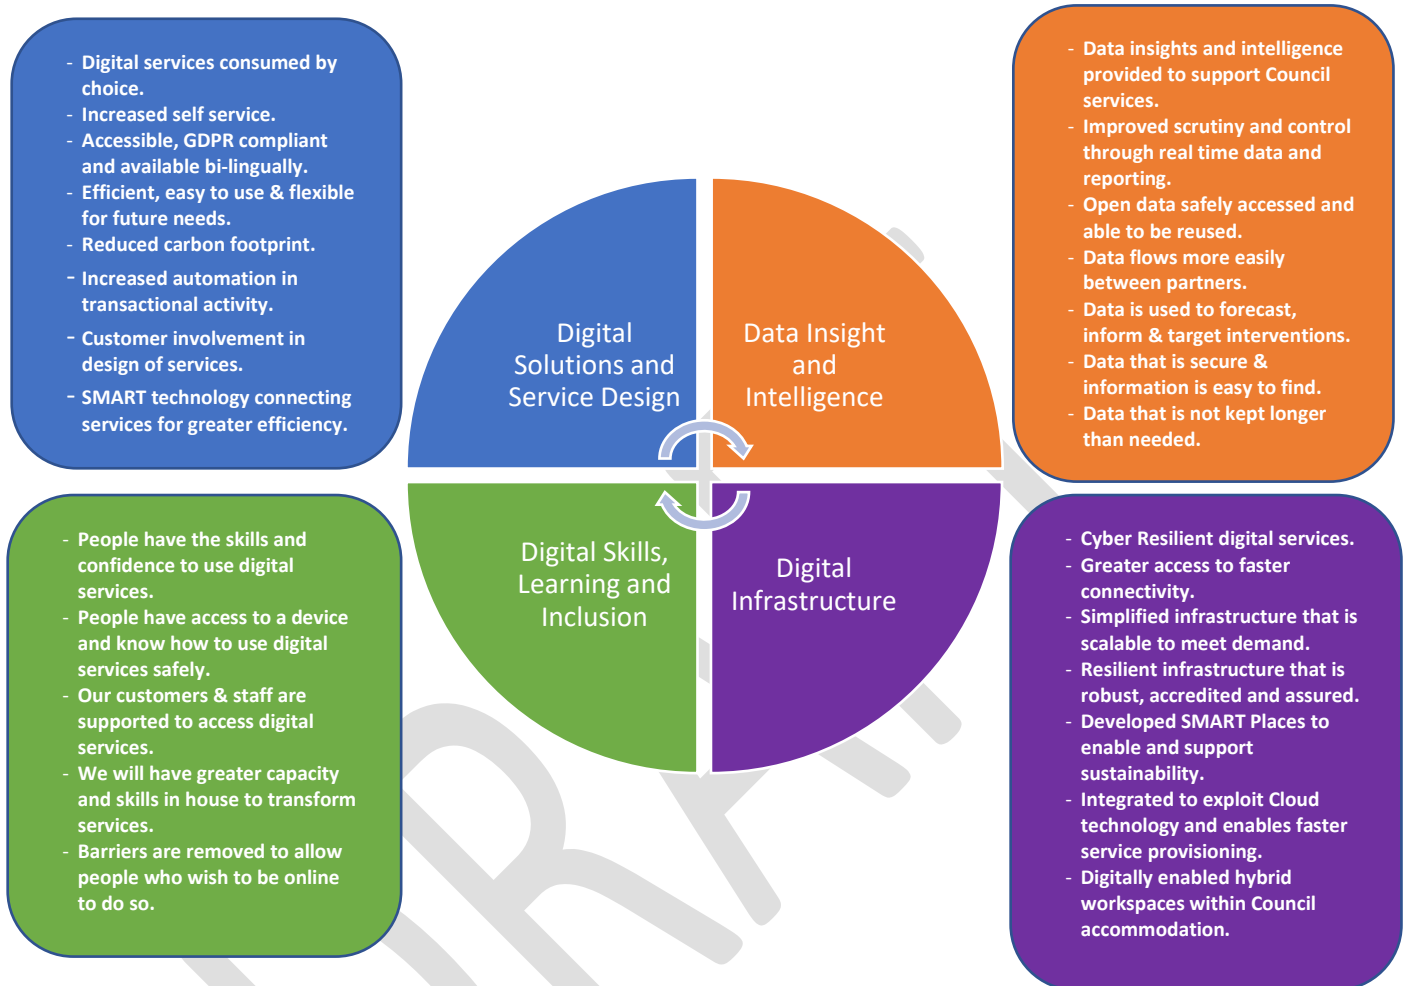 - Digital services consumed by
choice.
- Increased self service.
- Accessible, GDPR compliant
and available bi-lingually.
- Efficient, easy to use & flexible
for future needs.
- Reduced carbon footprint.
- Increased automation in
transactional activity.
- Customer involvement in
design of services.
- SMART technology connecting
services for greater efficiency.
- Data insights and intelligence
provided to support Council
services.
- Improved scrutiny and control
through real time data and
reporting.
- Open data safely accessed and
able to be reused.
- Data flows more easily
between partners.
- Data is used to forecast,
inform & target interventions.
- Data that is secure &
information is easy to find.
- Data that is not kept longer
than needed.
Digital
Solutions and
Service Design
Data Insight
and
Intelligence
Digital Skills,
Learning and
Inclusion
Digital
Infrastructure
- People have the skills and
confidence to use digital
services.
- People have access to a device
and know how to use digital
services safely.
- Our customers & staff are
supported to access digital
services.
- We will have greater capacity
and skills in house to transform
services.
- Barriers are removed to allow
people who wish to be online
to do so.
- Cyber Resilient digital services.
- Greater access to faster
connectivity.
- Simplified infrastructure that is
scalable to meet demand.
- Resilient infrastructure that is
robust, accredited and assured.
- Developed SMART Places to
enable and support
sustainability.
- Integrated to exploit Cloud
technology and enables faster
service provisioning.
- Digitally enabled hybrid
workspaces within Council
accommodation.